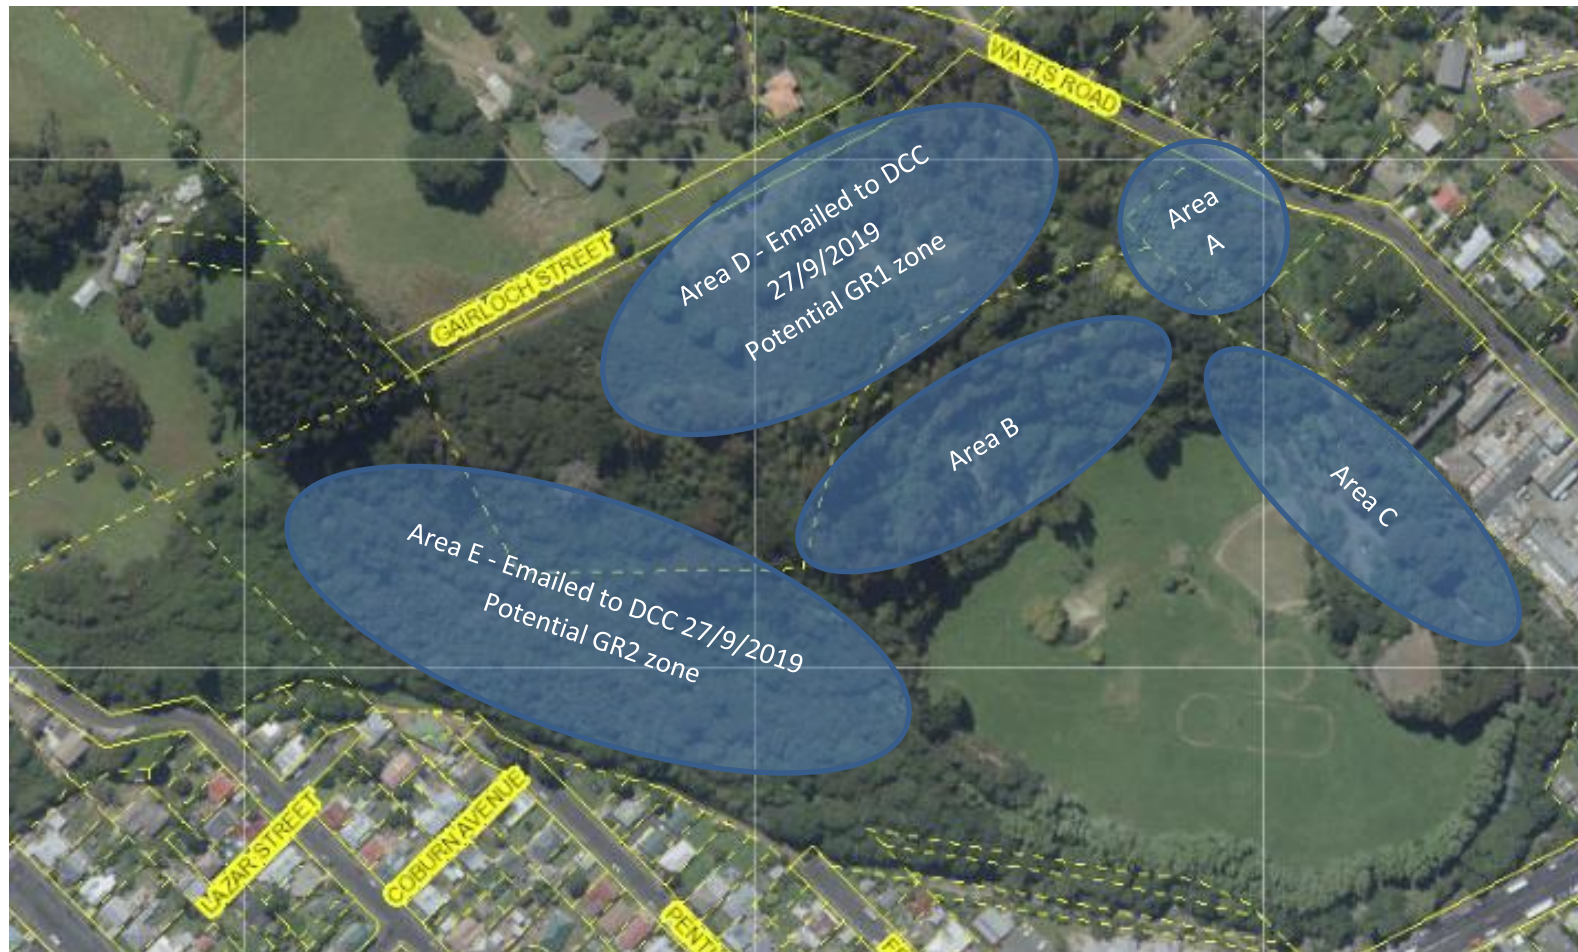 WATTS ROAD
Area D - Emailed to DCC
27/9/2019
Potential GR1 zone
Area
A
GAIRLOCH STREET
Area B
Area C
Area E - Emailed to DCC 27/9/2019
Potential GR2 zone
LAZAR STREET
COBURN AVENUE
PENT